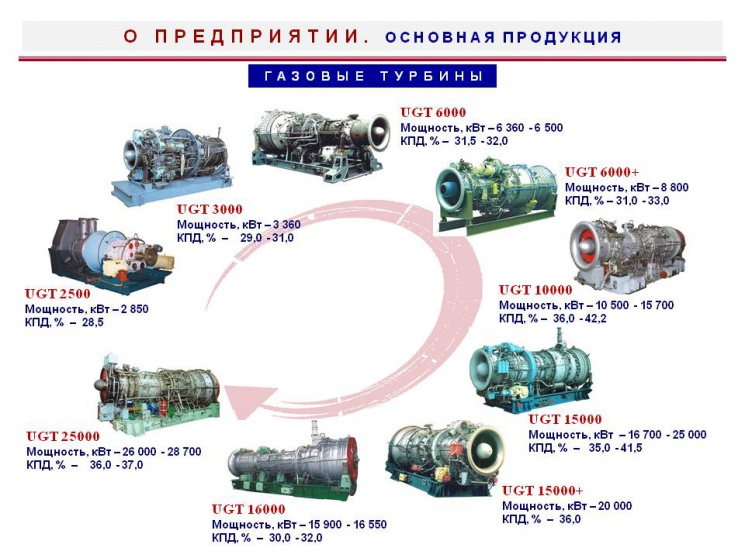 О ПРЕДПРИЯТИИ. ОСНОВНАЯ ПРОДУКЦИЯ
ГАЗОВЫЕ ТУРБИНЫ
UGT 6000
Мощность, кВт – 6 360 - 6 500
КПД, % – 31,5 - 32,0
UGT 6000+
Мощность, кВт – 8 800
КПД, % – 31,0 - 33,0
UGT 3000
Мощность, кВт – 3 360
КПД, % – 29,0 - 31,0
UGT 2500
Мощность, кВт – 2 850
КПД, % – 28,5
UGT 10000
Мощность, кВт – 10 500 - 15 700
КПД, % – 36,0 - 42,2
UGT 15000
Мощность, кВт – 16 700 - 25 000
КПД, % – 35,0 - 41,5
UGT 25000
Мощность, кВт – 26 000 - 28 700
КПД, % – 36,0 - 37,0
UGT 15000+
Мощность, кВт – 20 000
КПД, % – 36,0
UGT 16000
Мощность, кВт – 15 900 - 16 550
КПД, % – 30,0 - 32,0